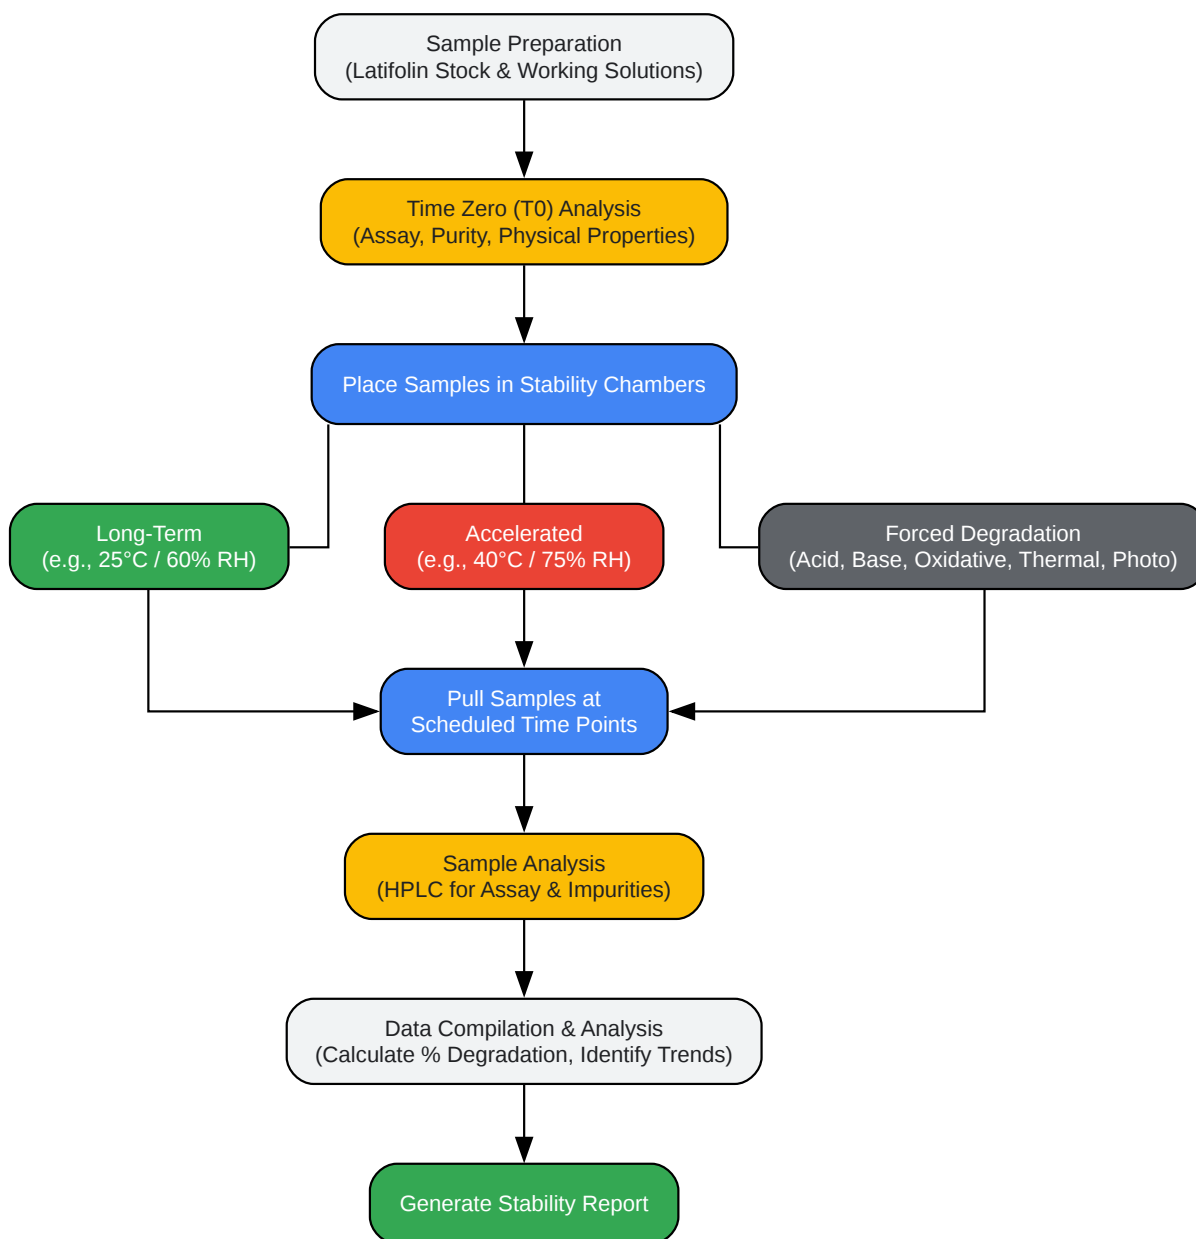 Sample Preparation
(Latifolin Stock & Working Solutions)
Time Zero (T0) Analysis
(Assay, Purity, Physical Properties)
Place Samples in Stability Chambers
Long-Term
(e.g., 25°C / 60% RH)
Accelerated
(e.g., 40°C / 75% RH)
Forced Degradation
(Acid, Base, Oxidative, Thermal, Photo)
Pull Samples at
Scheduled Time Points
Sample Analysis
(HPLC for Assay & Impurities)
Data Compilation & Analysis
(Calculate % Degradation, Identify Trends)
Generate Stability Report